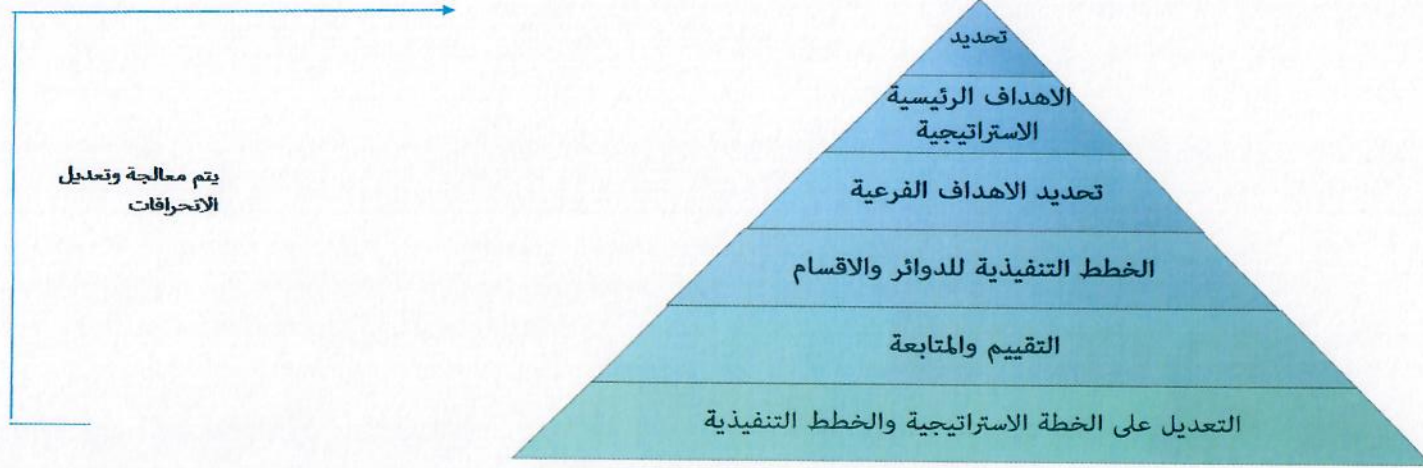 تحديد
الاهداف الرئيسية
الاستراتيجية
تحديد الاهداف الفرعية
الخطط التنفيذية للدوائر والاقسام
التقييم والمتابعة
التعديل على الخطة الاستراتيجية والخطط التنفيذية
يتم معالجة وتعديل
الانحرافات